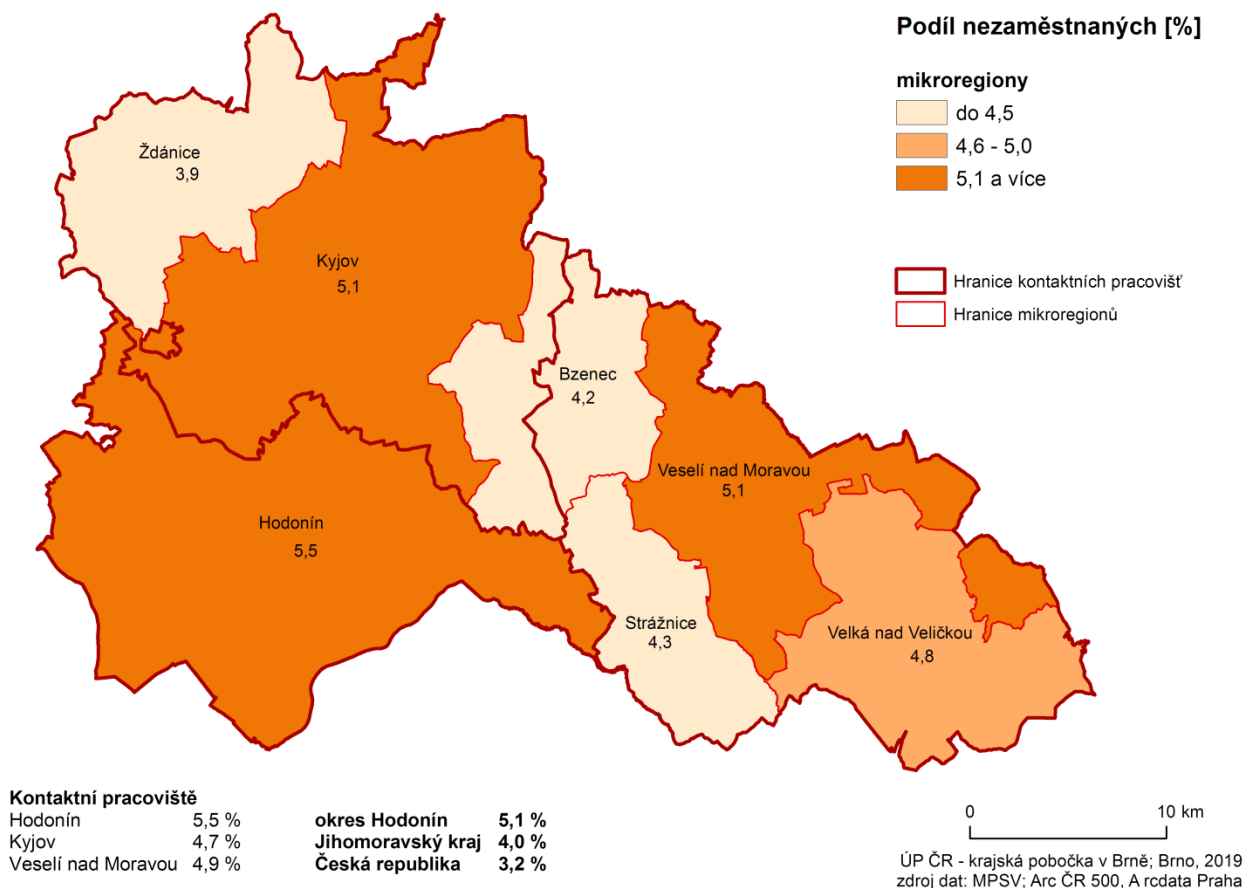 Podíl nezaměstnaných [%]
mikroregiony
do 4,5
4,6 - 5,0
5,1 a více
Hranice kontaktních pracovišť
Hranice mikroregionů
Ždánice
3,9
Kyjov
5,1
Bzenec
4,2
Veselí nad Moravou
5,1
Hodonín
5,5
Strážnice
4,3
Velká nad Veličkou
4,8
Kontaktní pracoviště
Hodonín 5,5 %
Kyjov 4,7 %
Veselí nad Moravou 4,9 %
okres Hodonín 5,1 %
Jihomoravský kraj 4,0 %
Česká republika 3,2 %
0 10 km
ÚP ČR - krajská pobočka v Brně; Brno, 2019
zdroj dat: MPSV; Arc ČR 500, A rcdata Praha